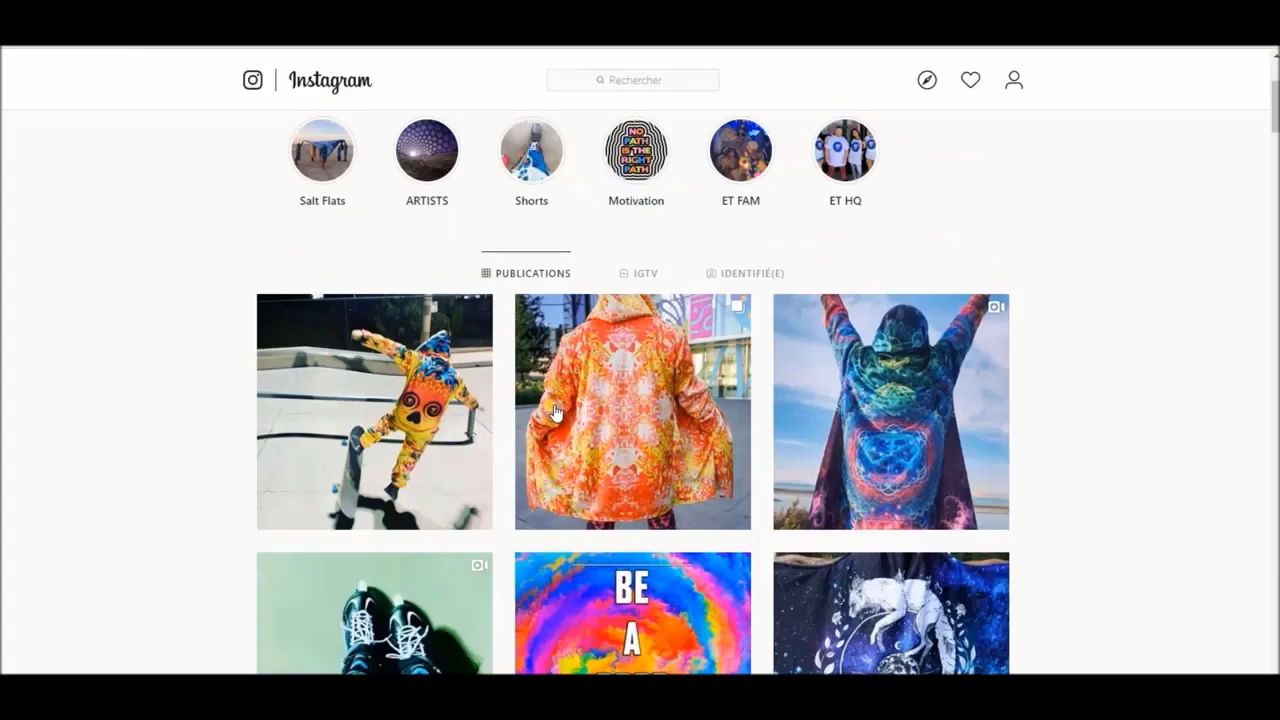 Instagram
Rechercher
NO
PATH
IS THE
RIGHT
PATH
Salt Flats
ARTISTS
Shorts
Motivation
ET FAM
ET HQ
PUBLICATIONS
IGTV
IDENTIFIÉ(E)
BE
A